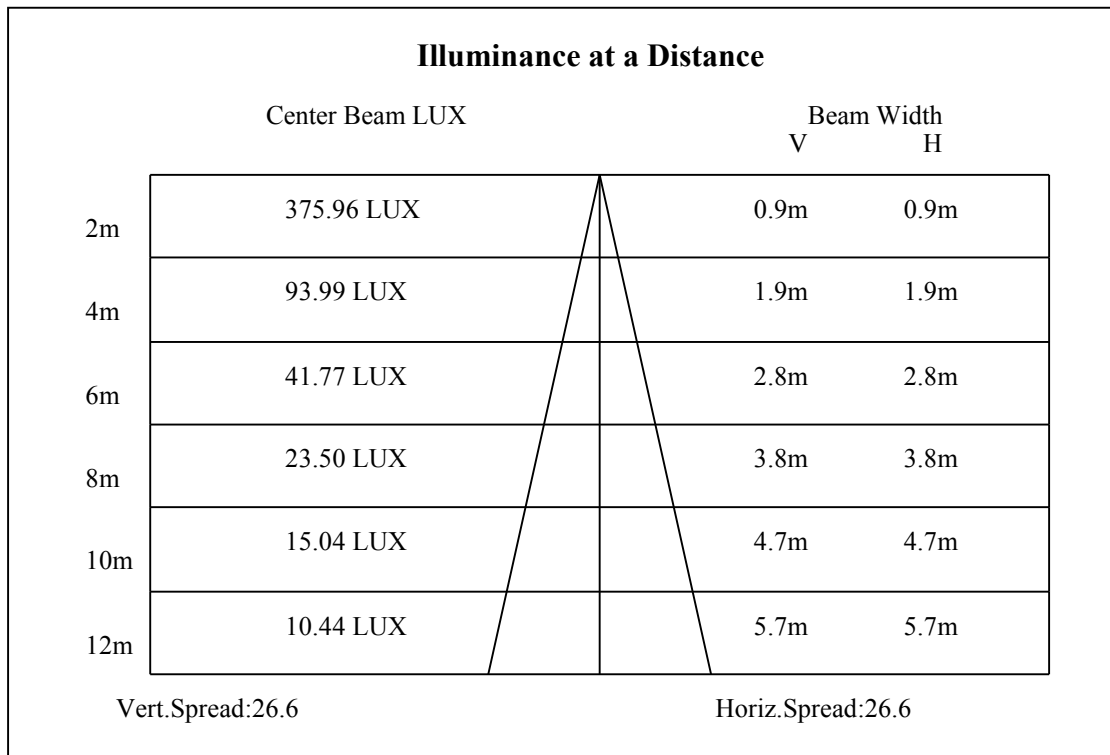 Illuminance at a Distance
Center Beam LUX Beam Width
V H
2m 375.96 LUX 0.9m 0.9m
4m 93.99 LUX 1.9m 1.9m
6m 41.77 LUX 2.8m 2.8m
8m 23.50 LUX 3.8m 3.8m
10m 15.04 LUX 4.7m 4.7m
12m 10.44 LUX 5.7m 5.7m
Vert.Spread:26.6 Horiz.Spread:26.6